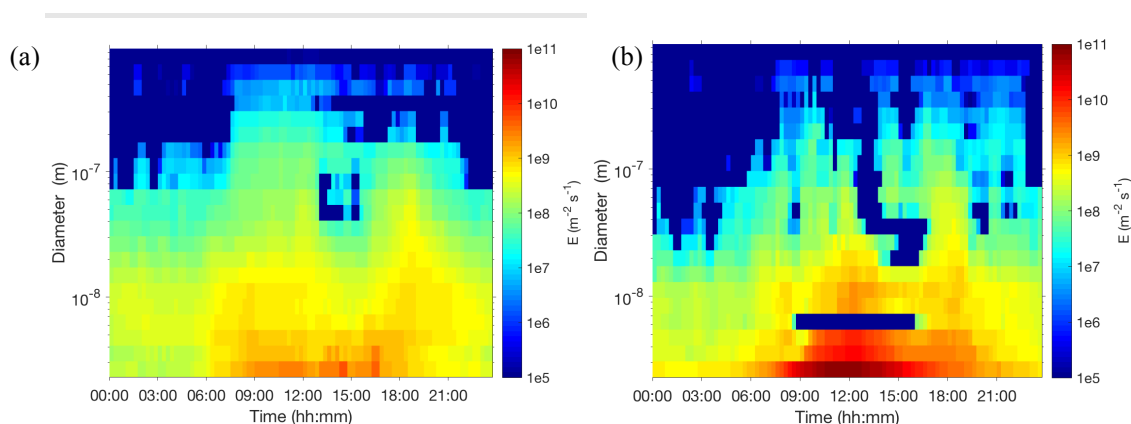 (a)
Diameter (m)
10-7
10-8
00:00 03:00 06:00 09:00 12:00 15:00 18:00 21:00
Time (hh:mm)
1e11
1e10
1e9
1e8
1e7
1e6
1e5
E (m-2 s-1)
(b)
Diameter (m)
10-7
10-8
00:00 03:00 06:00 09:00 12:00 15:00 18:00 21:00
Time (hh:mm)
1e11
1e10
1e9
1e8
1e7
1e6
1e5
E (m-2 s-1)